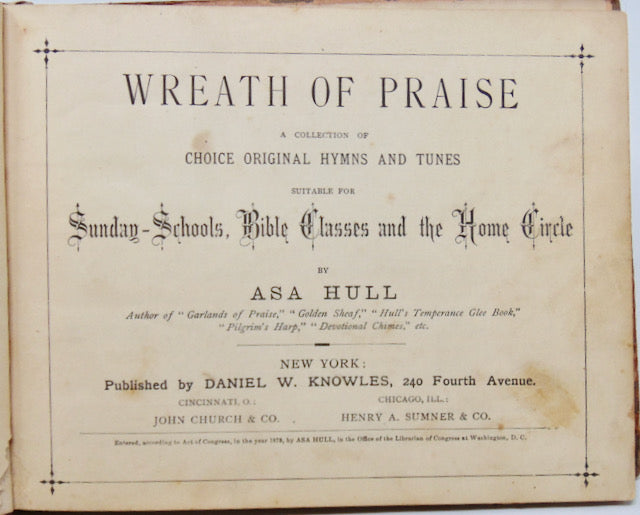 WREATH OF PRAISE
A COLLECTION OF
CHOICE ORIGINAL HYMNS AND TUNES
SUITABLE FOR
Sunday-Schools, Bible Classes and the Home Circle
BY
ASA HULL
Author of "Garlands of Praise," "Golden Sheaf," "Hull's Temperance Glee Book,"
"Pilgrim's Harp," "Devotional Chimes," etc.
NEW YORK:
Published by DANIEL W. KNOWLES, 240 Fourth Avenue.
CINCINNATI, O.: CHICAGO, ILL.:
JOHN CHURCH & CO. HENRY A. SUMNER & CO.
Entered, according to Act of Congress, in the year 1879, by ASA HULL, in the Office of the Librarian of Congress at Washington, D. C.